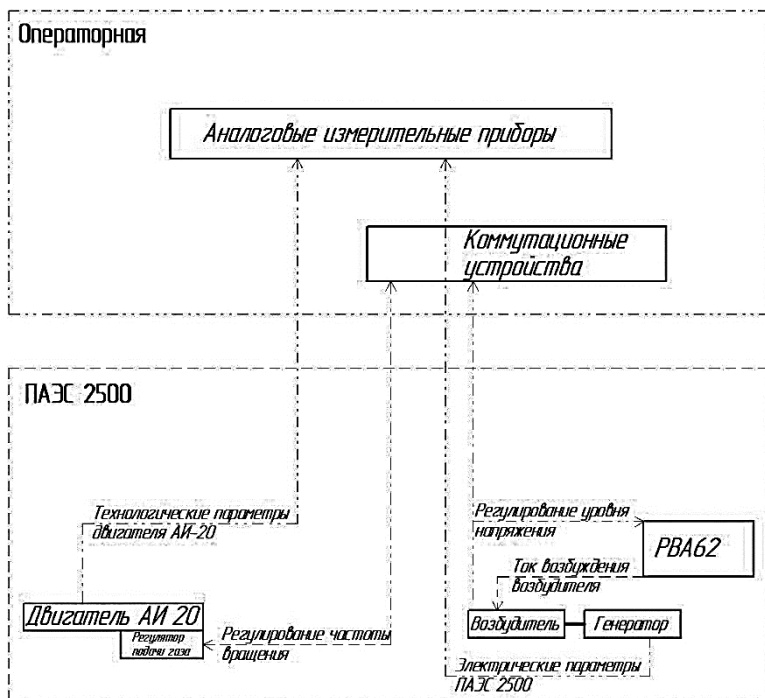 Операторная
Аналоговые измерительные приборы
Коммутационные
устройства
ПАЭС 2500
Технологические параметры
двигателя АИ-20
Регулирование уровня
напряжения
РВА62
Ток возбуждения
возбудителя
Двигатель АИ 20
Регулятор
подачи газа
Регулирование частоты
вращения
Возбудитель
Генератор
Электрические параметры
ПАЭС 2500